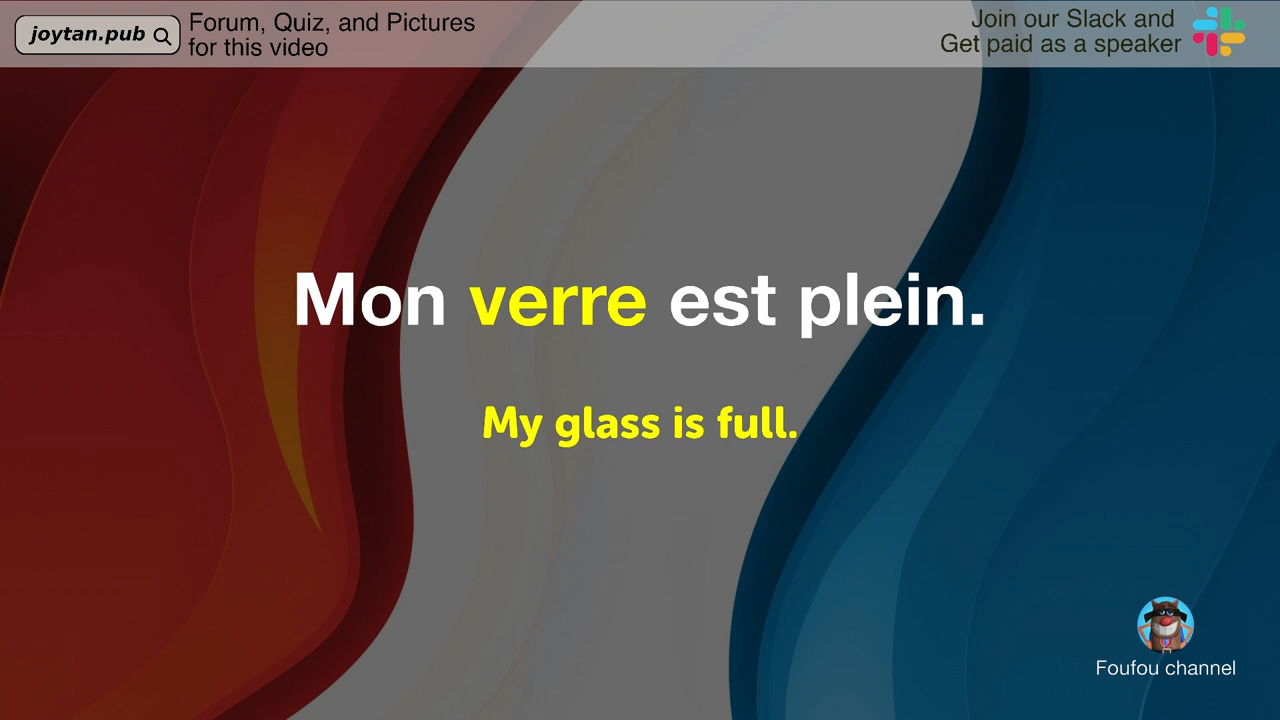 joytan.pub
Forum, Quiz, and Pictures
for this video
Join our Slack and
Get paid as a speaker
Mon verre est plein.
My glass is full.
Foufou channel